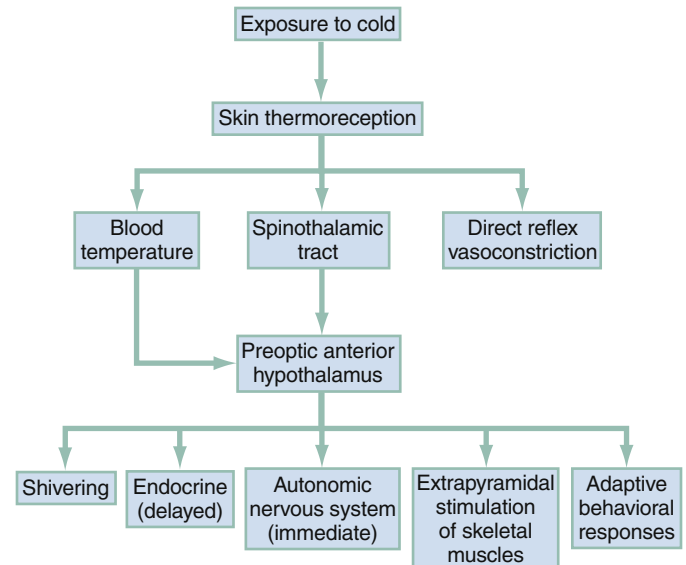 Exposure to cold
Skin thermoreception
Blood
temperature
Spinothalamic
tract
Direct reflex
vasoconstriction
Preoptic anterior
hypothalamus
Shivering
Endocrine
(delayed)
Autonomic
nervous system
(immediate)
Extrapyramidal
stimulation
of skeletal
muscles
Adaptive
behavioral
responses